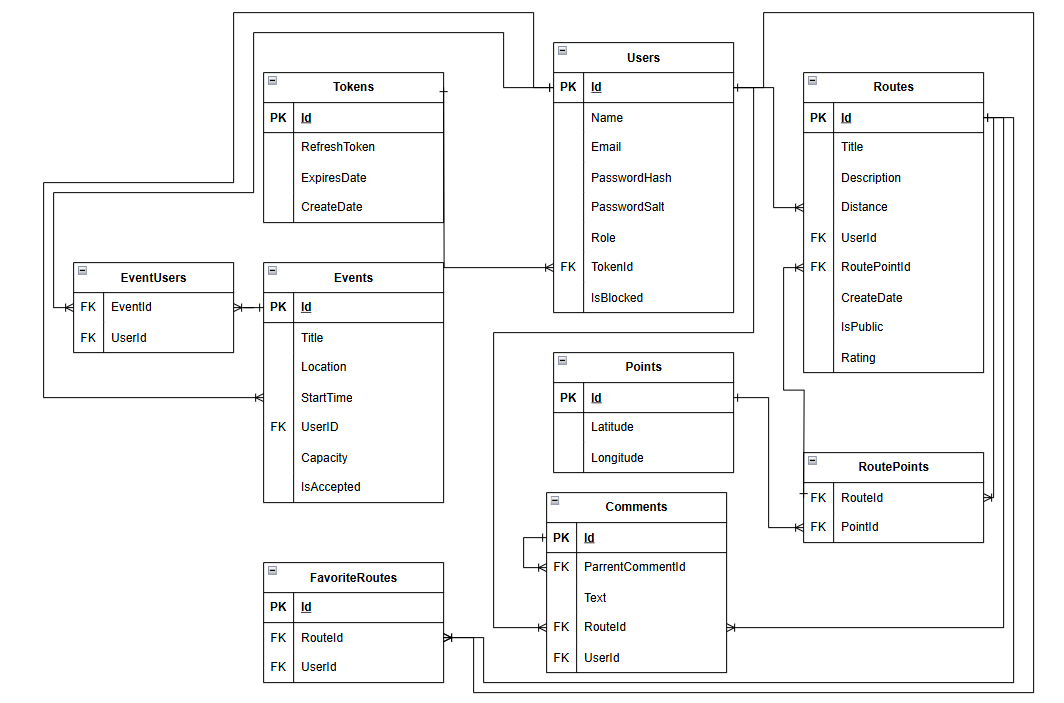 Users
PK Id
Name
Email
PasswordHash
PasswordSalt
Role
FK TokenId
IsBlocked
Tokens
PK Id
RefreshToken
ExpiresDate
CreateDate
Routes
PK Id
Title
Description
Distance
FK UserId
FK RoutePointId
CreateDate
IsPublic
Rating
EventUsers
FK EventId
FK UserId
Events
PK Id
Title
Location
StartTime
FK UserID
Capacity
IsAccepted
Points
PK Id
Latitude
Longitude
RoutePoints
FK RouteId
FK PointId
Comments
PK Id
FK ParrentCommentId
Text
FK RouteId
FK UserId
FavoriteRoutes
PK Id
FK RouteId
FK UserId